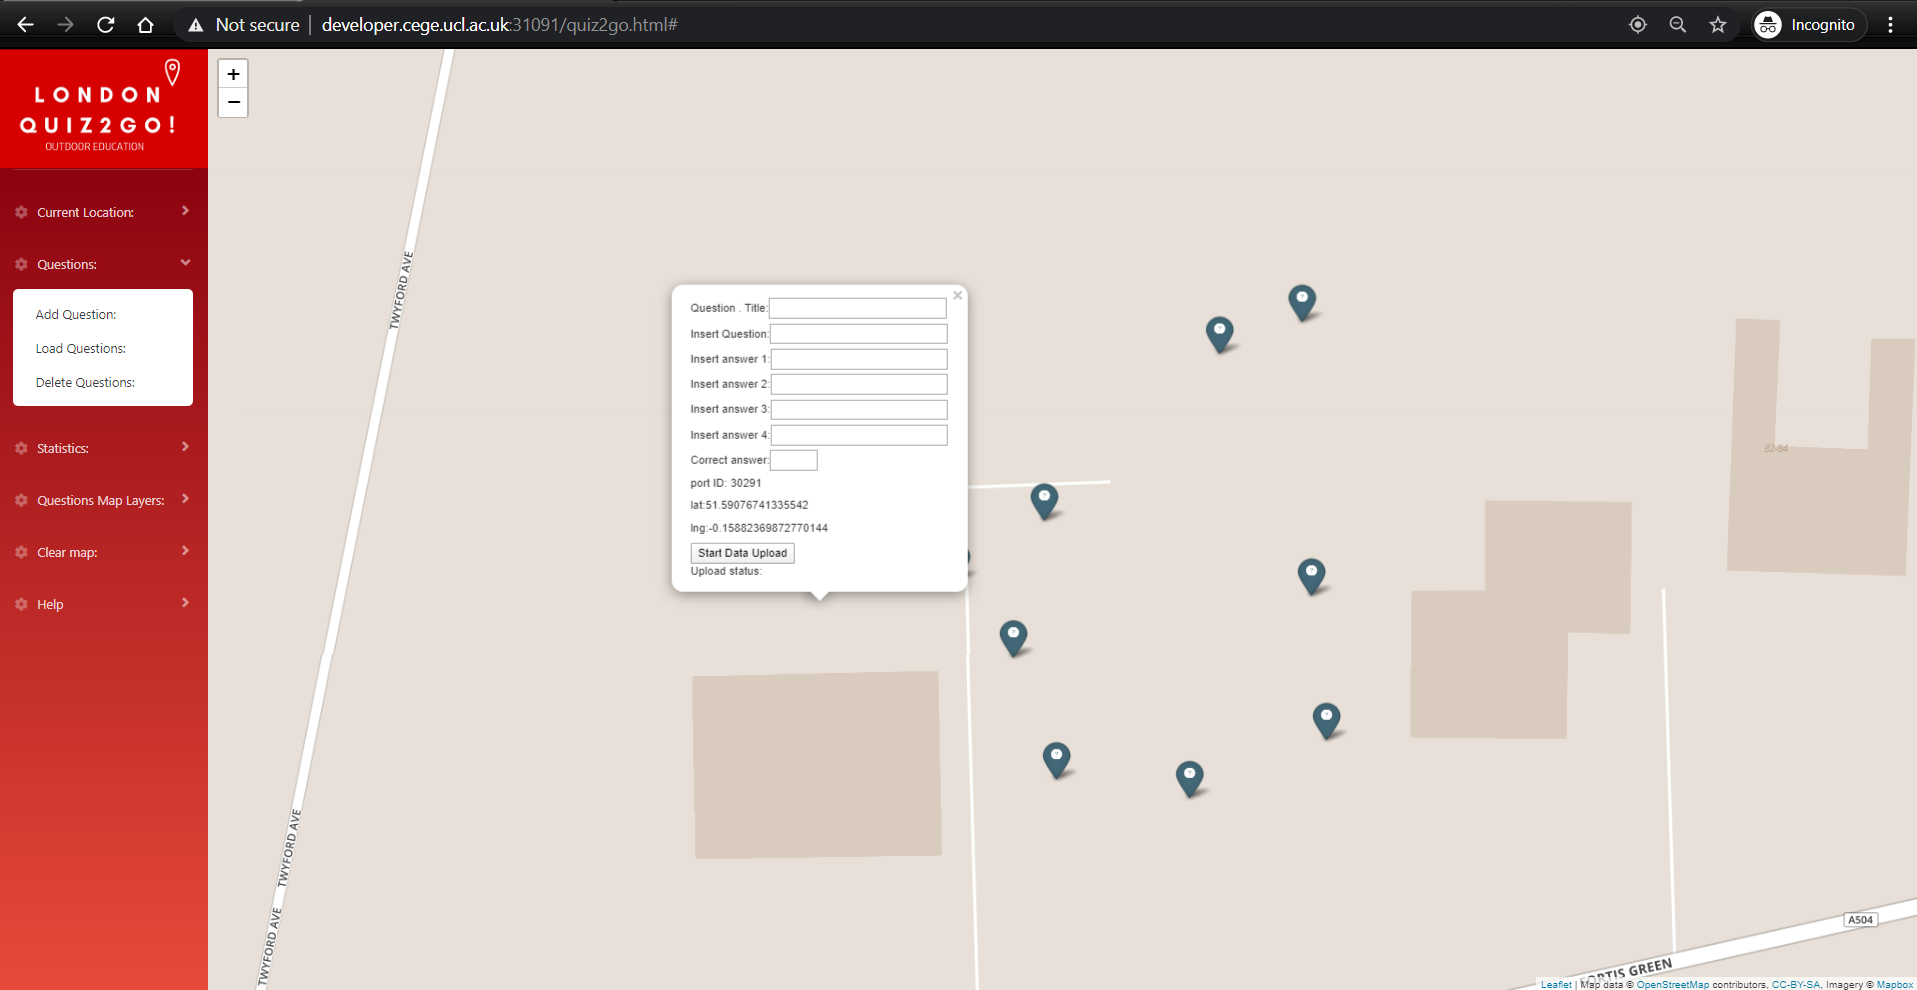 Not secure | developer.cege.ucl.ac.uk:31091/quiz2go.html#
Incognito
LONDON
QUIZ2GO!
OUTDOOR EDUCATION
Current Location:
Questions:
Add Question:
Load Questions:
Delete Questions:
Statistics:
Questions Map Layers:
Clear map:
Help
+
−
TWYFORD AVE
Question . Title:
Insert Question:
Insert answer 1:
Insert answer 2:
Insert answer 3:
Insert answer 4:
Correct answer:
port ID: 30291
lat:51.59076741335542
lng:-0.15882369872770144
Start Data Upload
Upload status:
82-84
TWYFORD AVE
TWYFORD AVE
A504
FORTIS GREEN
Leaflet | Map data © OpenStreetMap contributors, CC-BY-SA, Imagery © Mapbox